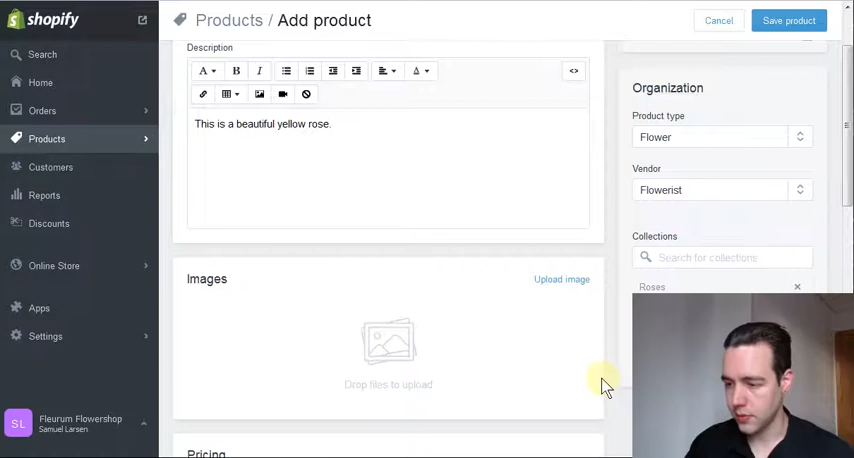 shopify
Products / Add product
Cancel
Save product
Search
Home
Orders
Products
Customers
Reports
Discounts
Online Store
Apps
Settings
SL
Fleurum Flowershop
Samuel Larsen
Description
A
B
I
A
<>
This is a beautiful yellow rose.
Images
Upload image
Drop files to upload
Pricing
Organization
Product type
Flower
Vendor
Flowerist
Collections
Search for collections
Roses